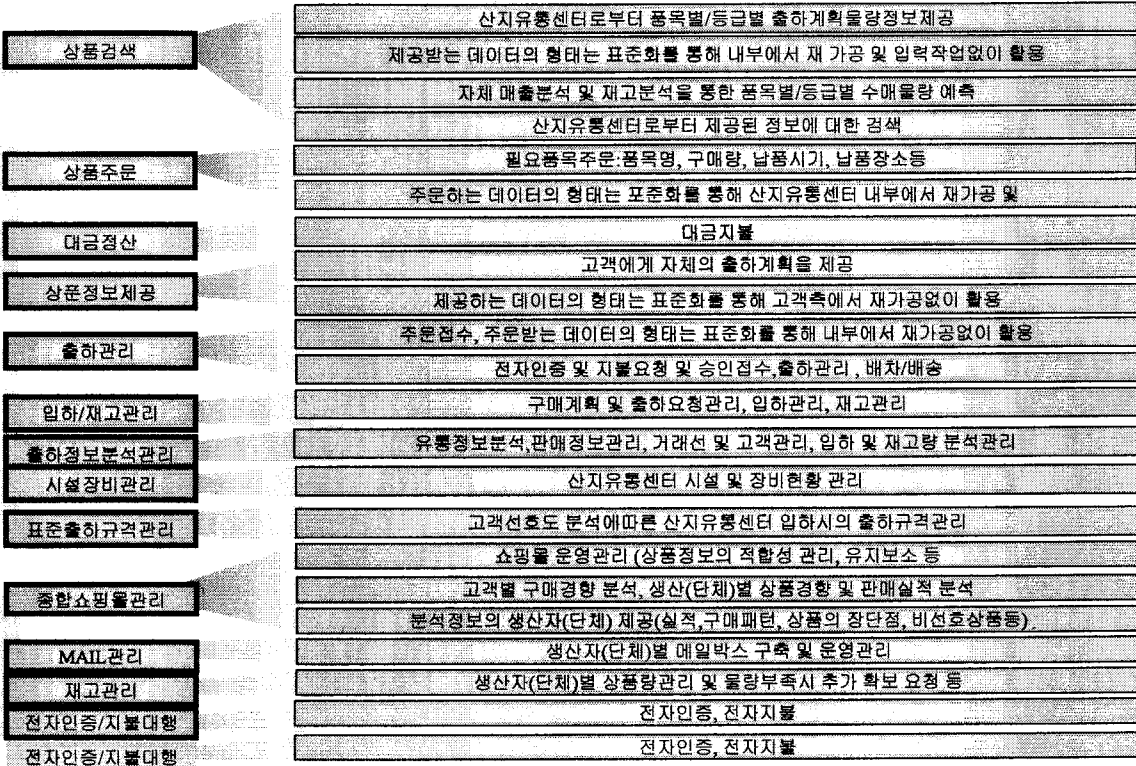 상품검색
산지유통센터로부터 품목별/등급별 출하계획물량정보제공
제공받는 데이터의 형태는 표준화를 통해 내부에서 재 가공 및 입력작업없이 활용
자체 매출분석 및 재고분석을 통한 품목별/등급별 수매물량 예측
산지유통센터로부터 제공된 정보에 대한 검색
상품주문
필요품목주문:품목명, 구매량, 납품시기, 납품장소등
주문하는 데이터의 형태는 포준화를 통해 산지유통센터 내부에서 재가공 및
대금정산
대금지불
상푼정보제공
고객에게 자체의 출하계획을 제공
제공하는 데이터의 형태는 표준화를 통해 고객측에서 재가공없이 활용
출하관리
주문접수, 주문받는 데이터의 형태는 표준화를 통해 내부에서 재가공없이 활용
전자인증 및 지불요청 및 승인접수,출하관리 , 배차/배송
입하/재고관리
구매계획 및 출하요청관리, 입하관리, 재고관리
출하정보분석관리
유통정보분석,판매정보관리, 거래선 및 고객관리, 입하 및 재고량 분석관리
시설장비관리
산지유통센터 시설 및 장비현황 관리
표준출하규격관리
고객선호도 분석에따른 산지유통센터 입하시의 출하규격관리
종합쇼핑몰관리
쇼핑몰 운영관리 (상품정보의 적합성 관리, 유지보소 등
고객별 구매경향 분석, 생산(단체)별 상품경향 및 판매실적 분석
분석정보의 생산자(단체) 제공(실적,구매패턴, 상품의 장단점, 비선호상품등)
MAIL관리
생산자(단체)별 메일박스 구축 및 운영관리
재고관리
생산자(단체)별 상품량관리 및 물량부족시 추가 확보 요청 등
전자인증/지불대행
전자인증, 전자지불
전자인증/지불대행
전자인증, 전자지불